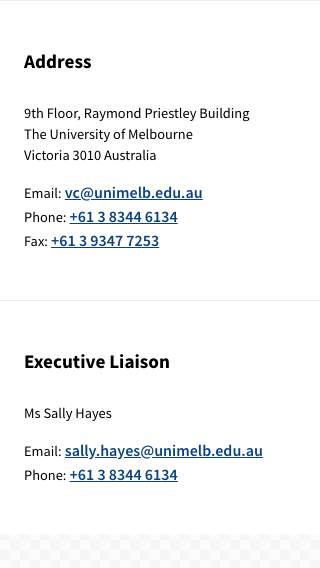 Address
9th Floor, Raymond Priestley Building
The University of Melbourne
Victoria 3010 Australia
Email: vc@unimelb.edu.au
Phone: +61 3 8344 6134
Fax: +61 3 9347 7253
Executive Liaison
Ms Sally Hayes
Email: sally.hayes@unimelb.edu.au
Phone: +61 3 8344 6134